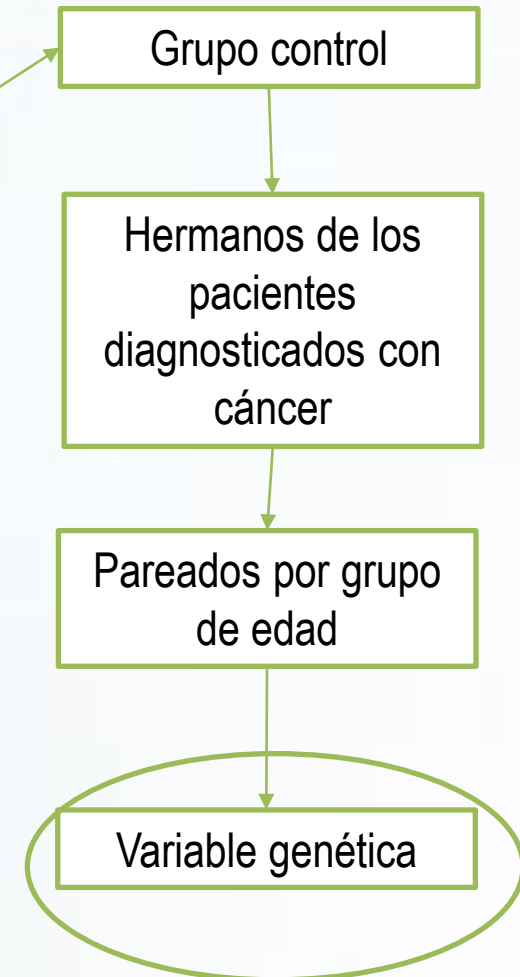 Grupo control
Hermanos de los
pacientes
diagnosticados con
cáncer
Pareados por grupo
de edad
Variable genética